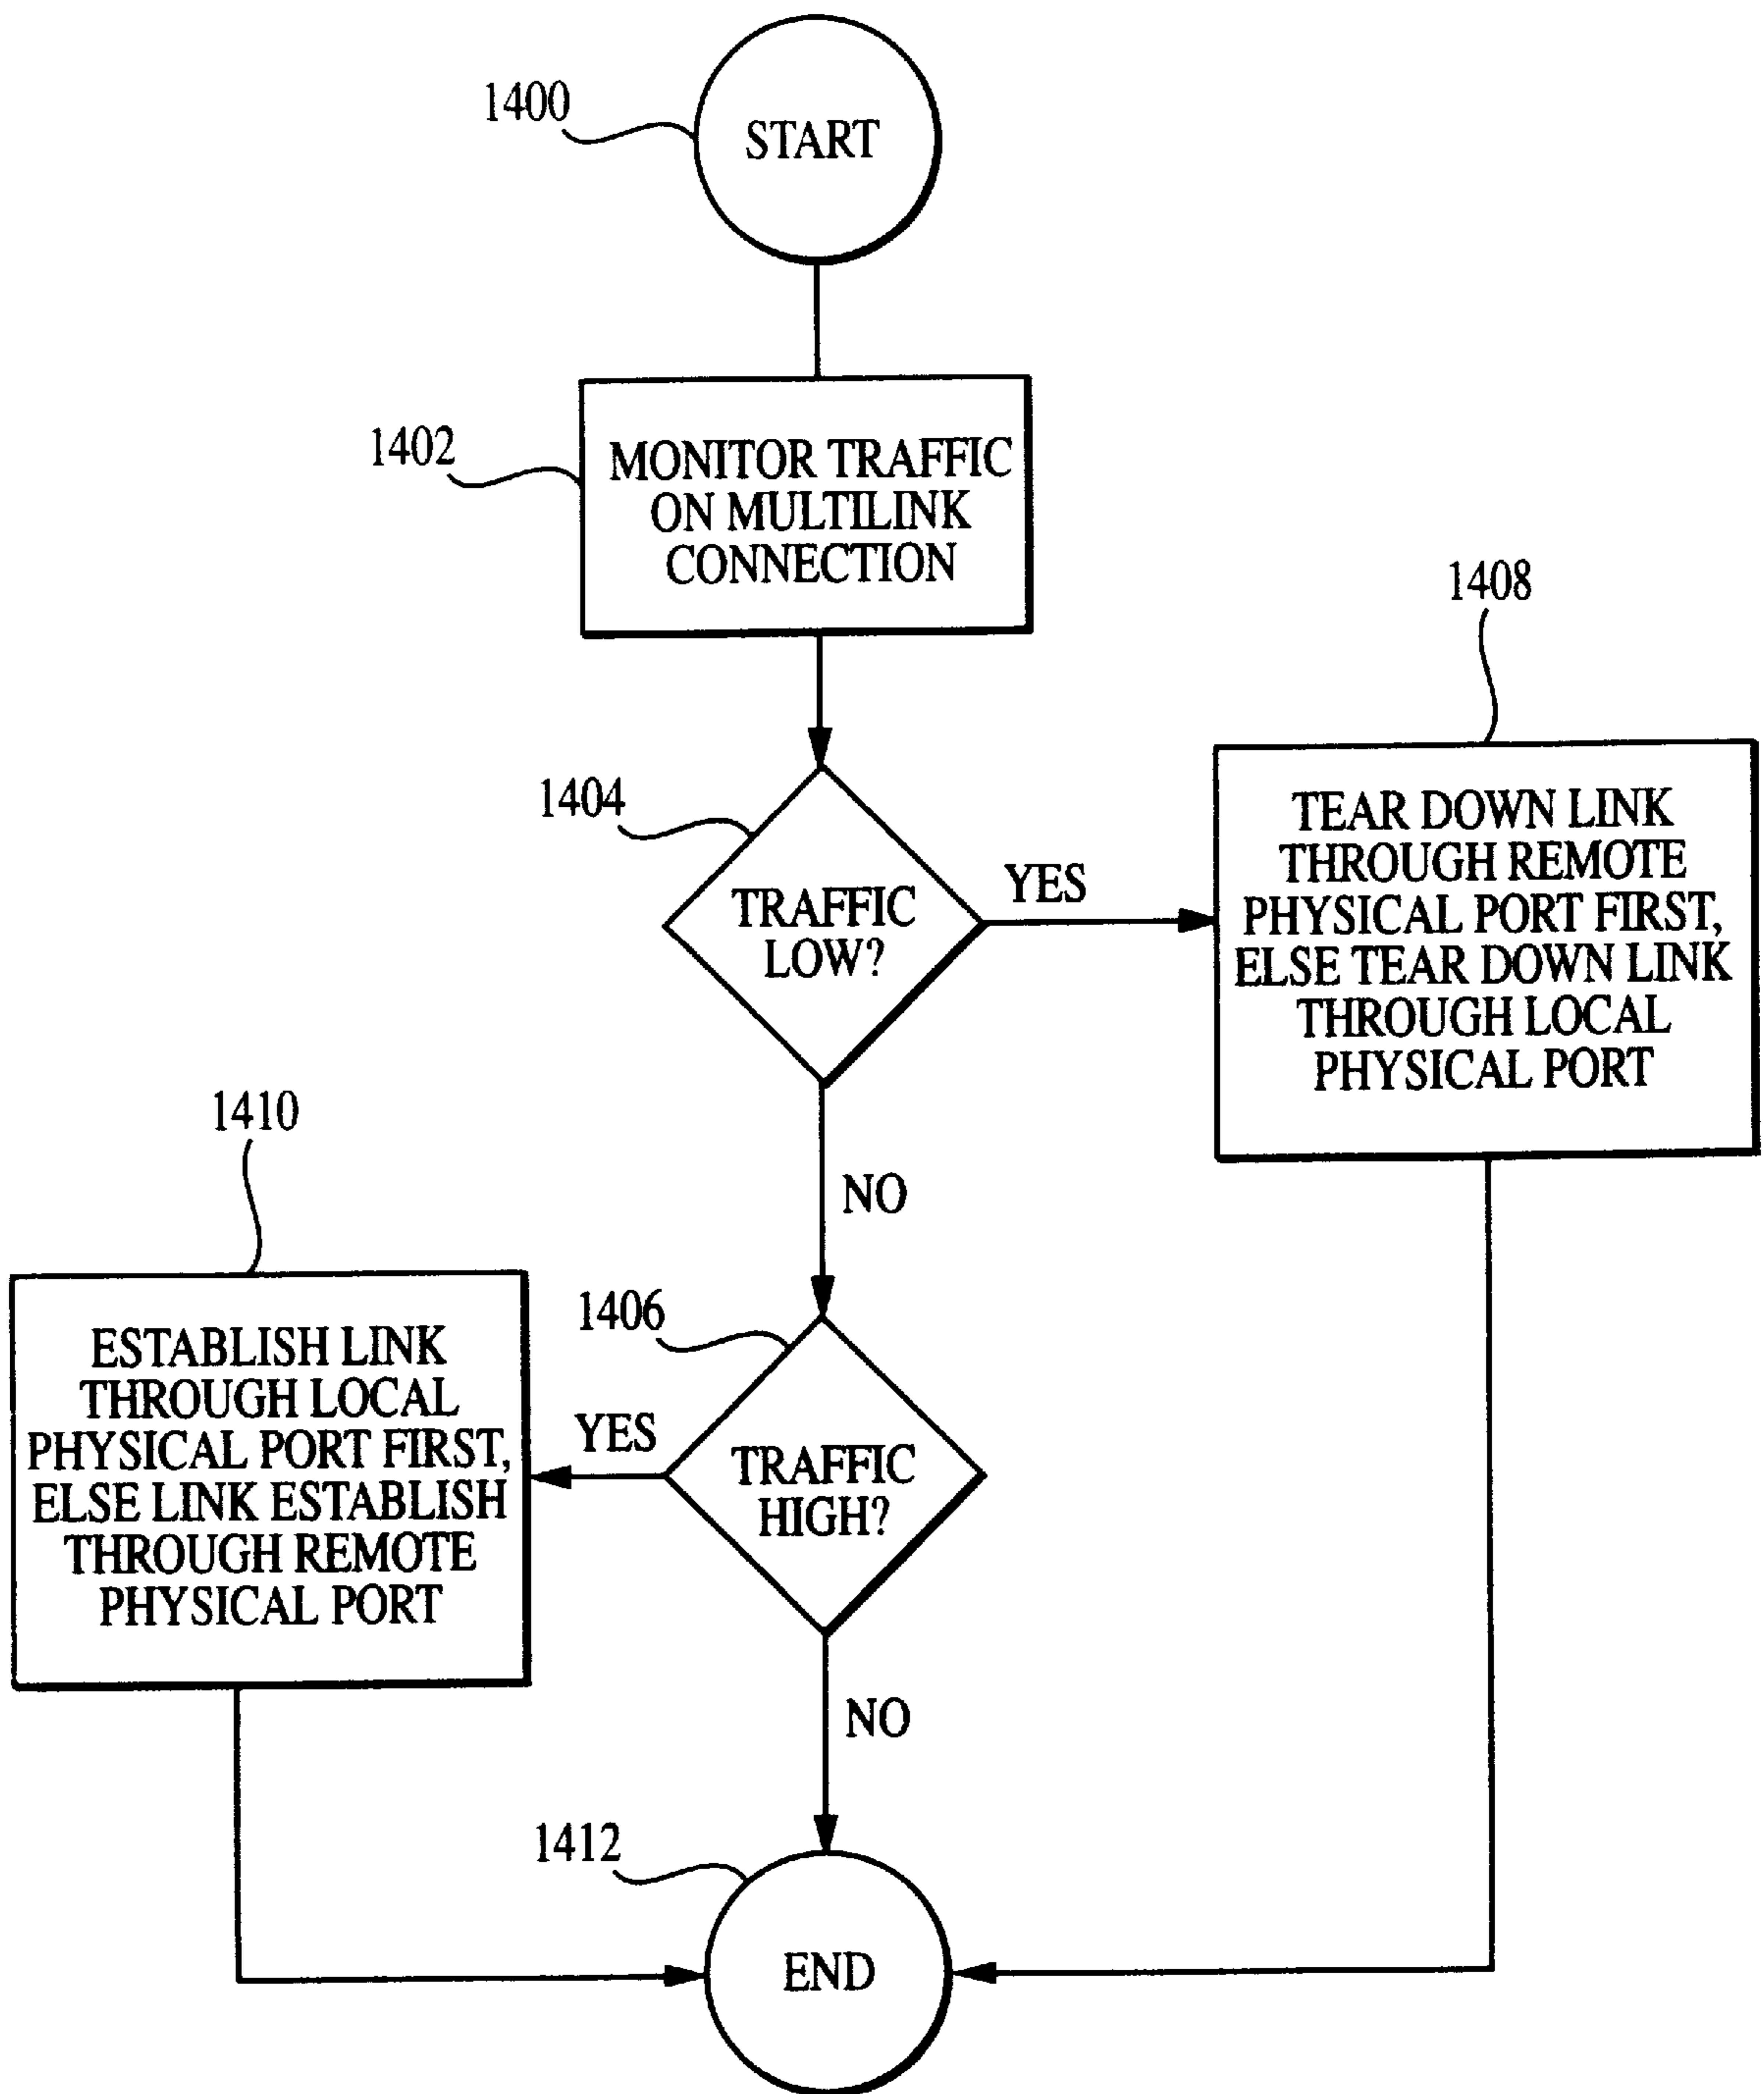 1400
START
1402
MONITOR TRAFFIC
ON MULTILINK
CONNECTION
1408
1404
TRAFFIC
LOW?
YES
TEAR DOWN LINK
THROUGH REMOTE
PHYSICAL PORT FIRST,
ELSE TEAR DOWN LINK
THROUGH LOCAL
PHYSICAL PORT
NO
1410
1406
ESTABLISH LINK
THROUGH LOCAL
PHYSICAL PORT FIRST,
ELSE LINK ESTABLISH
THROUGH REMOTE
PHYSICAL PORT
YES
TRAFFIC
HIGH?
NO
1412
END